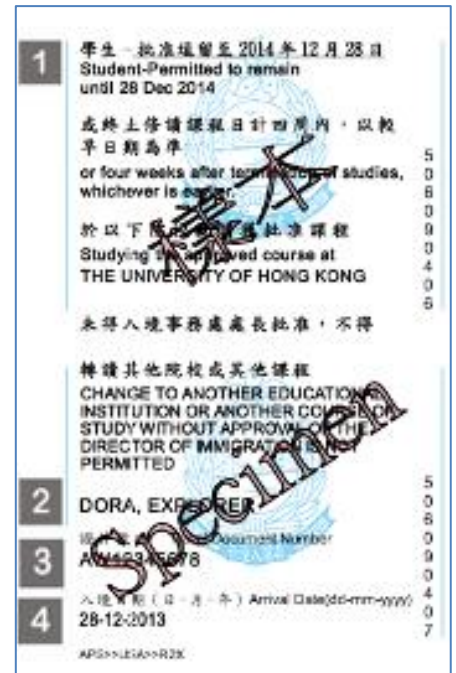 1
學生 - 批准逗留至 2014 年 12 月 28 日
Student-Permitted to remain
until 28 Dec 2014
或終止修讀課程日計四周內，以較
早日期為準
or four weeks after termination of studies,
whichever is earlier.
於以下 批准課程
Studying the approved course at
THE UNIVERSITY OF HONG KONG
未得入境事務處處長批准，不得
樣本
轉讀其他院校或其他課程
CHANGE TO ANOTHER EDUCATIONAL
INSTITUTION OR ANOTHER COURSE OF
STUDY WITHOUT APPROVAL OF THE
DIRECTOR OF IMMIGRATION IS NOT
PERMITTED
2
DORA, EXPLORER
Document Number
3
4
入境日期 (日-月-年) Arrival Date(dd-mm-yyyy)
28-12-2013
Specimen